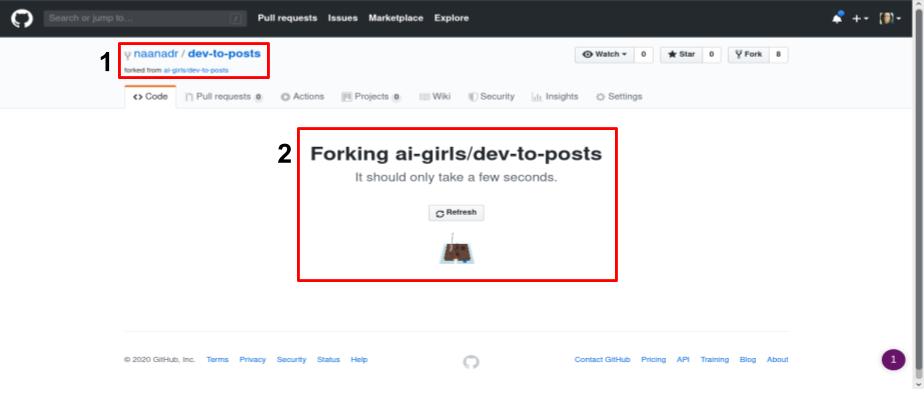 Search or jump to... /
Pull requests Issues Marketplace Explore
1
naanadr / dev-to-posts
forked from ai-girls/dev-to-posts
Watch 0 Star 0 Fork 8
Code Pull requests 0 Actions Projects 0 Wiki Security Insights Settings
2
Forking ai-girls/dev-to-posts
It should only take a few seconds.
Refresh
© 2020 GitHub, Inc. Terms Privacy Security Status Help
Contact GitHub Pricing API Training Blog About
1